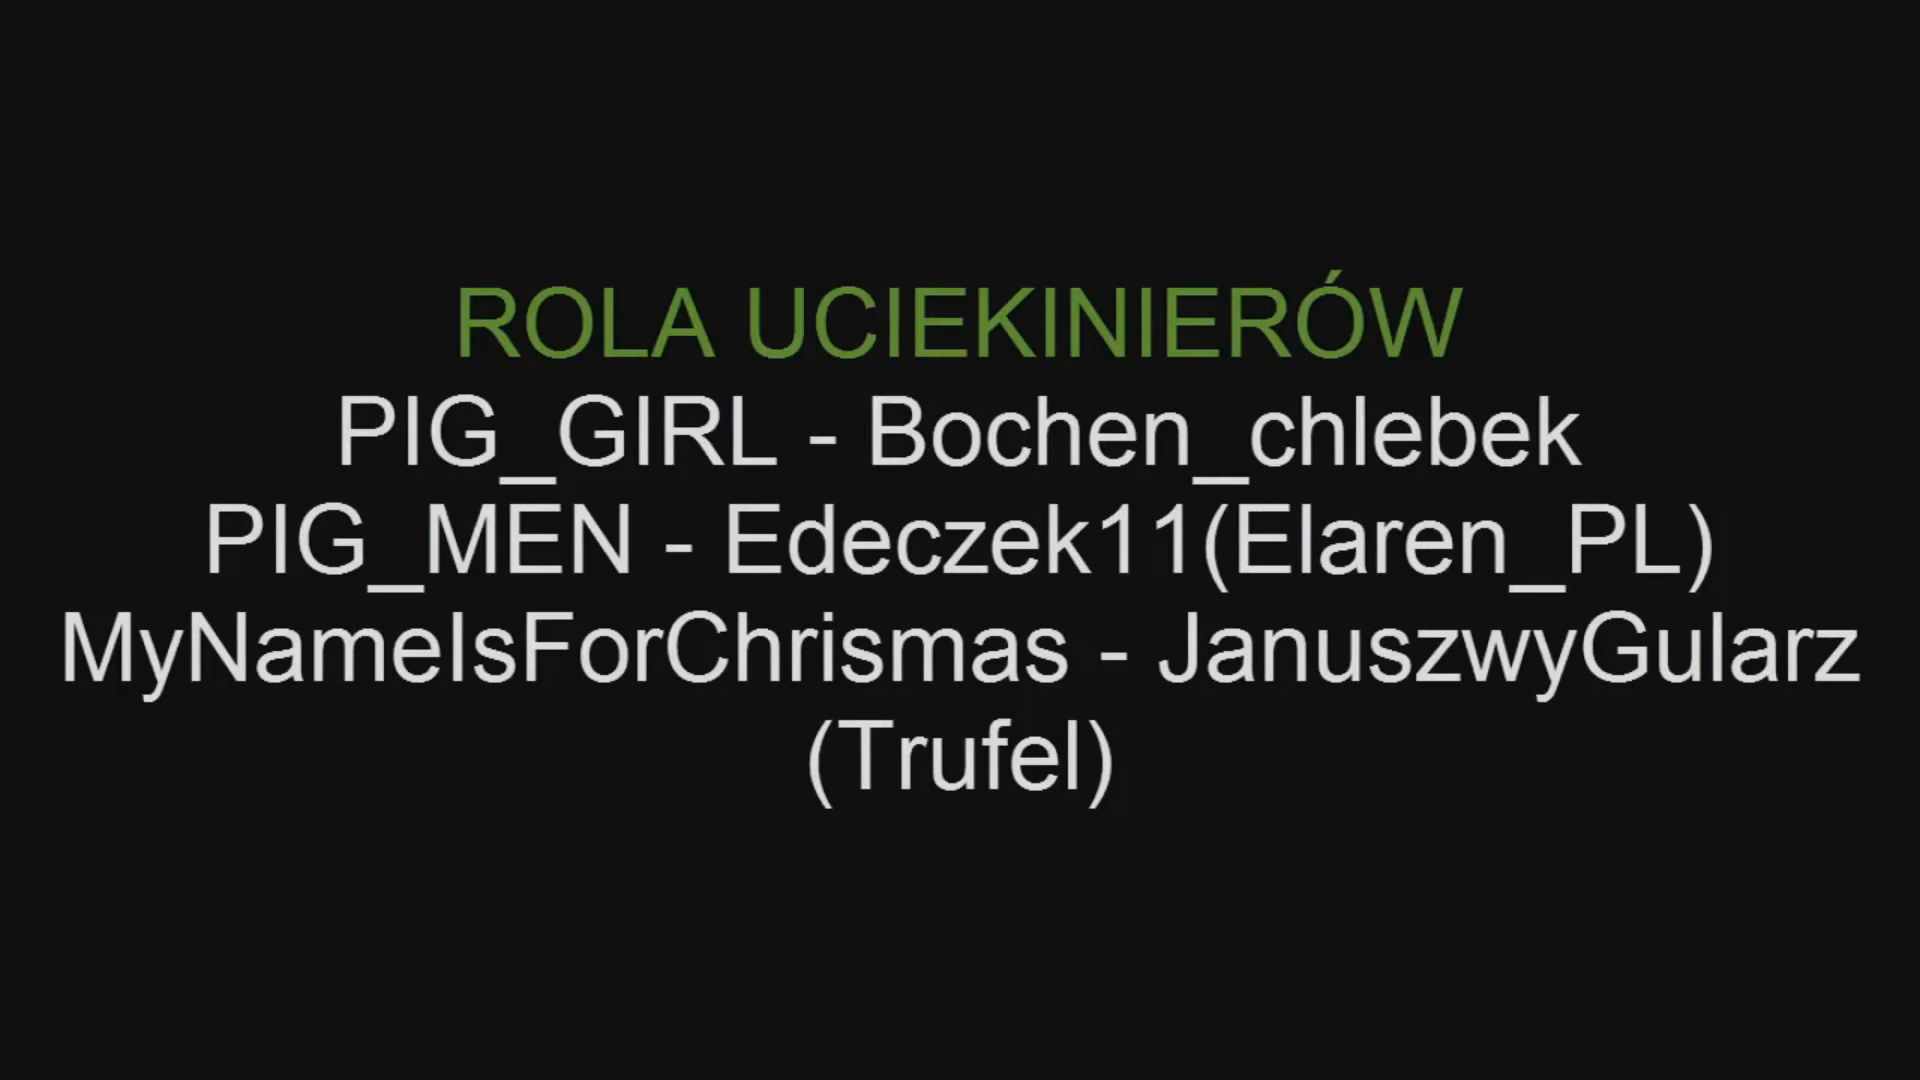 ROLA UCIEKINIERÓW
PIG_GIRL - Bochen_chlebek
PIG_MEN - Edeczek11(Elaren_PL)
MyNameIsForChrismas - JanuszwyGularz
(Trufel)